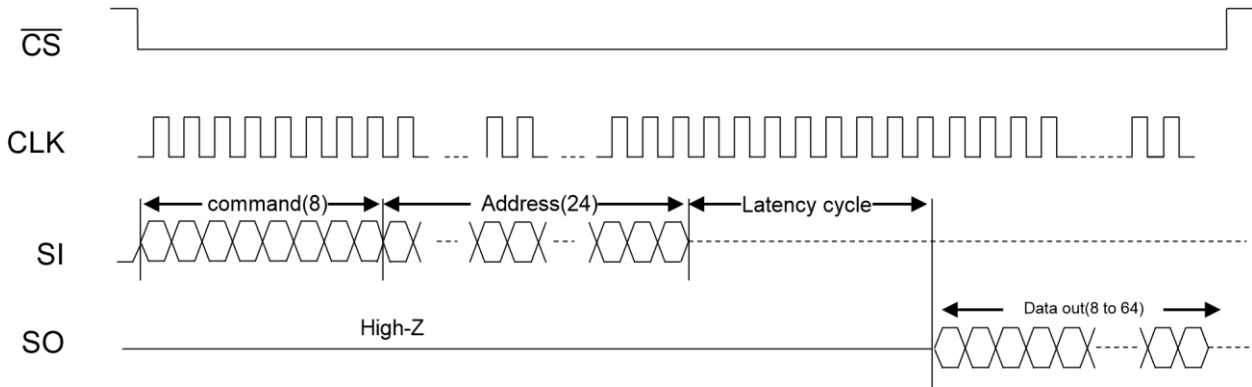 CS
CLK
command(8) Address(24) Latency cycle
SI
Data out(8 to 64)
High-Z
SO